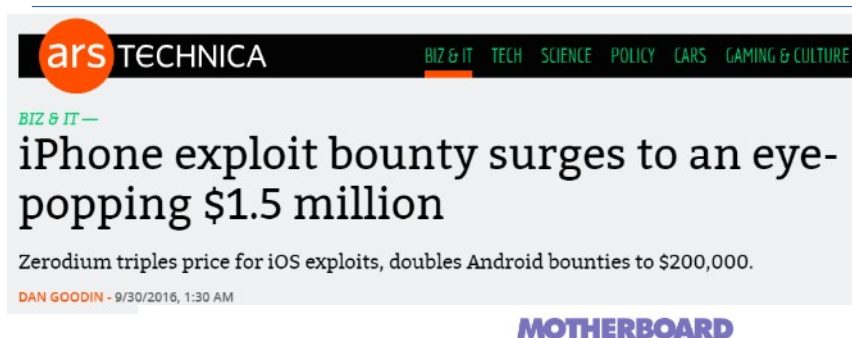 ars TECHNICA BIZ & IT TECH SCIENCE POLICY CARS GAMING & CULTURE
BIZ & IT —
iPhone exploit bounty surges to an eye-
popping $1.5 million
Zerodium triples price for iOS exploits, doubles Android bounties to $200,000.
DAN GOODIN - 9/30/2016, 1:30 AM
MOTHERBOARD